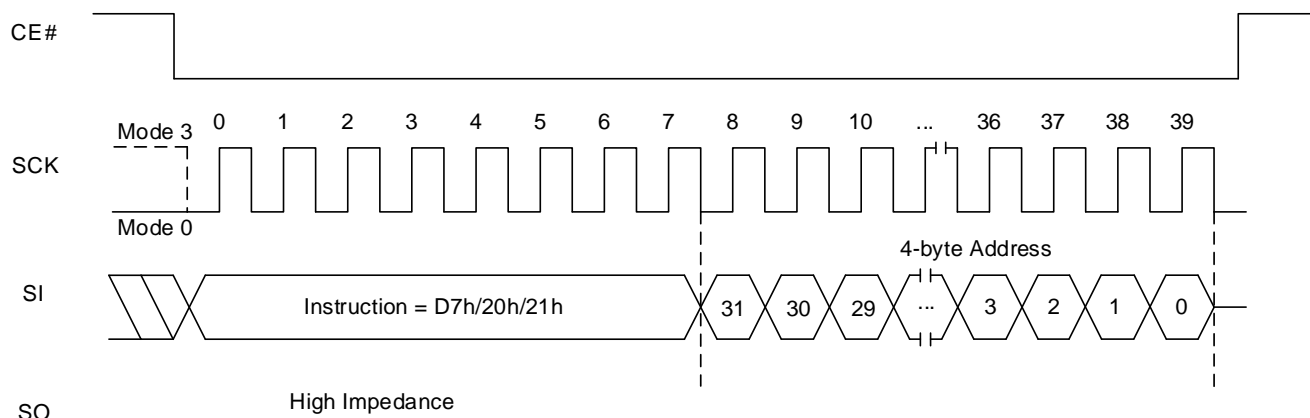 CE#
Mode 3
0 1 2 3 4 5 6 7 8 9 10 ... 36 37 38 39
SCK
Mode 0
4-byte Address
SI
Instruction = D7h/20h/21h
31 30 29 ... 3 2 1 0
High Impedance
SO